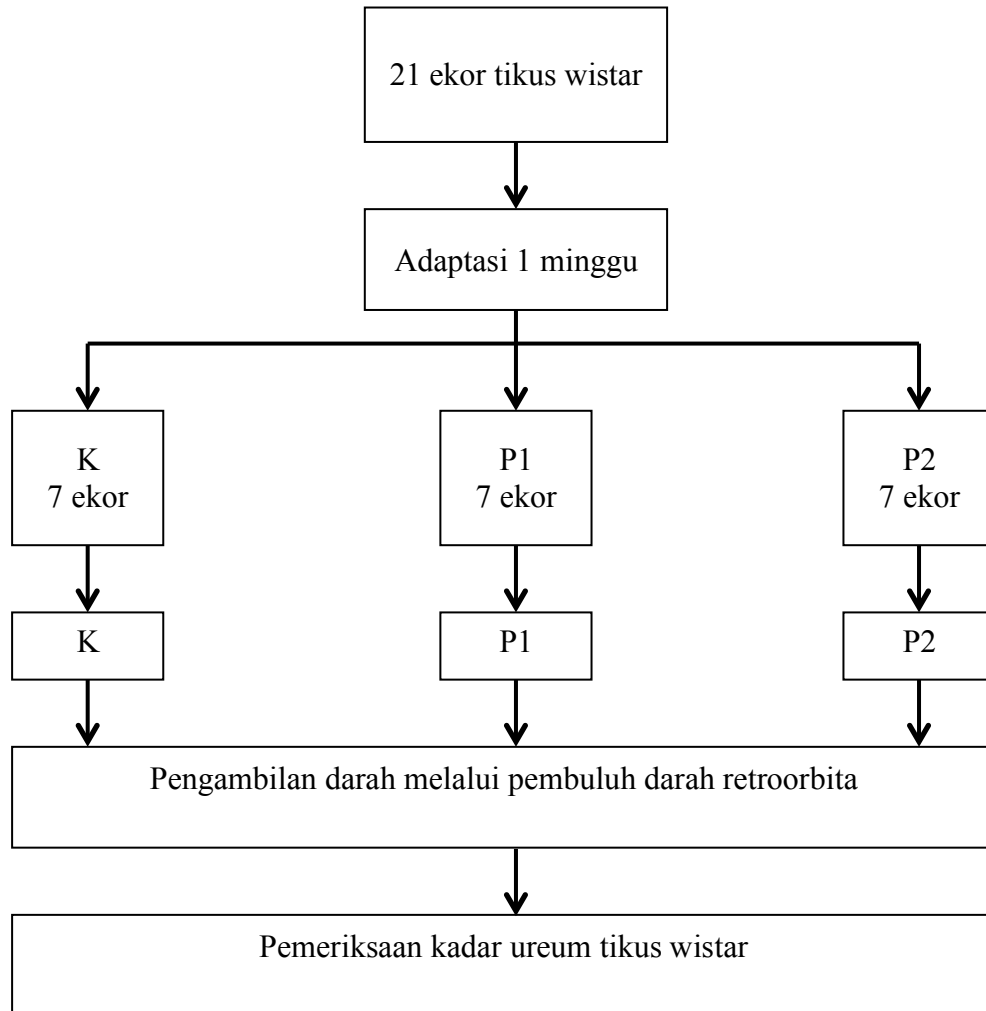 21 ekor tikus wistar
Adaptasi 1 minggu
K
7 ekor
P1
7 ekor
P2
7 ekor
K
P1
P2
Pengambilan darah melalui pembuluh darah retroorbita
Pemeriksaan kadar ureum tikus wistar